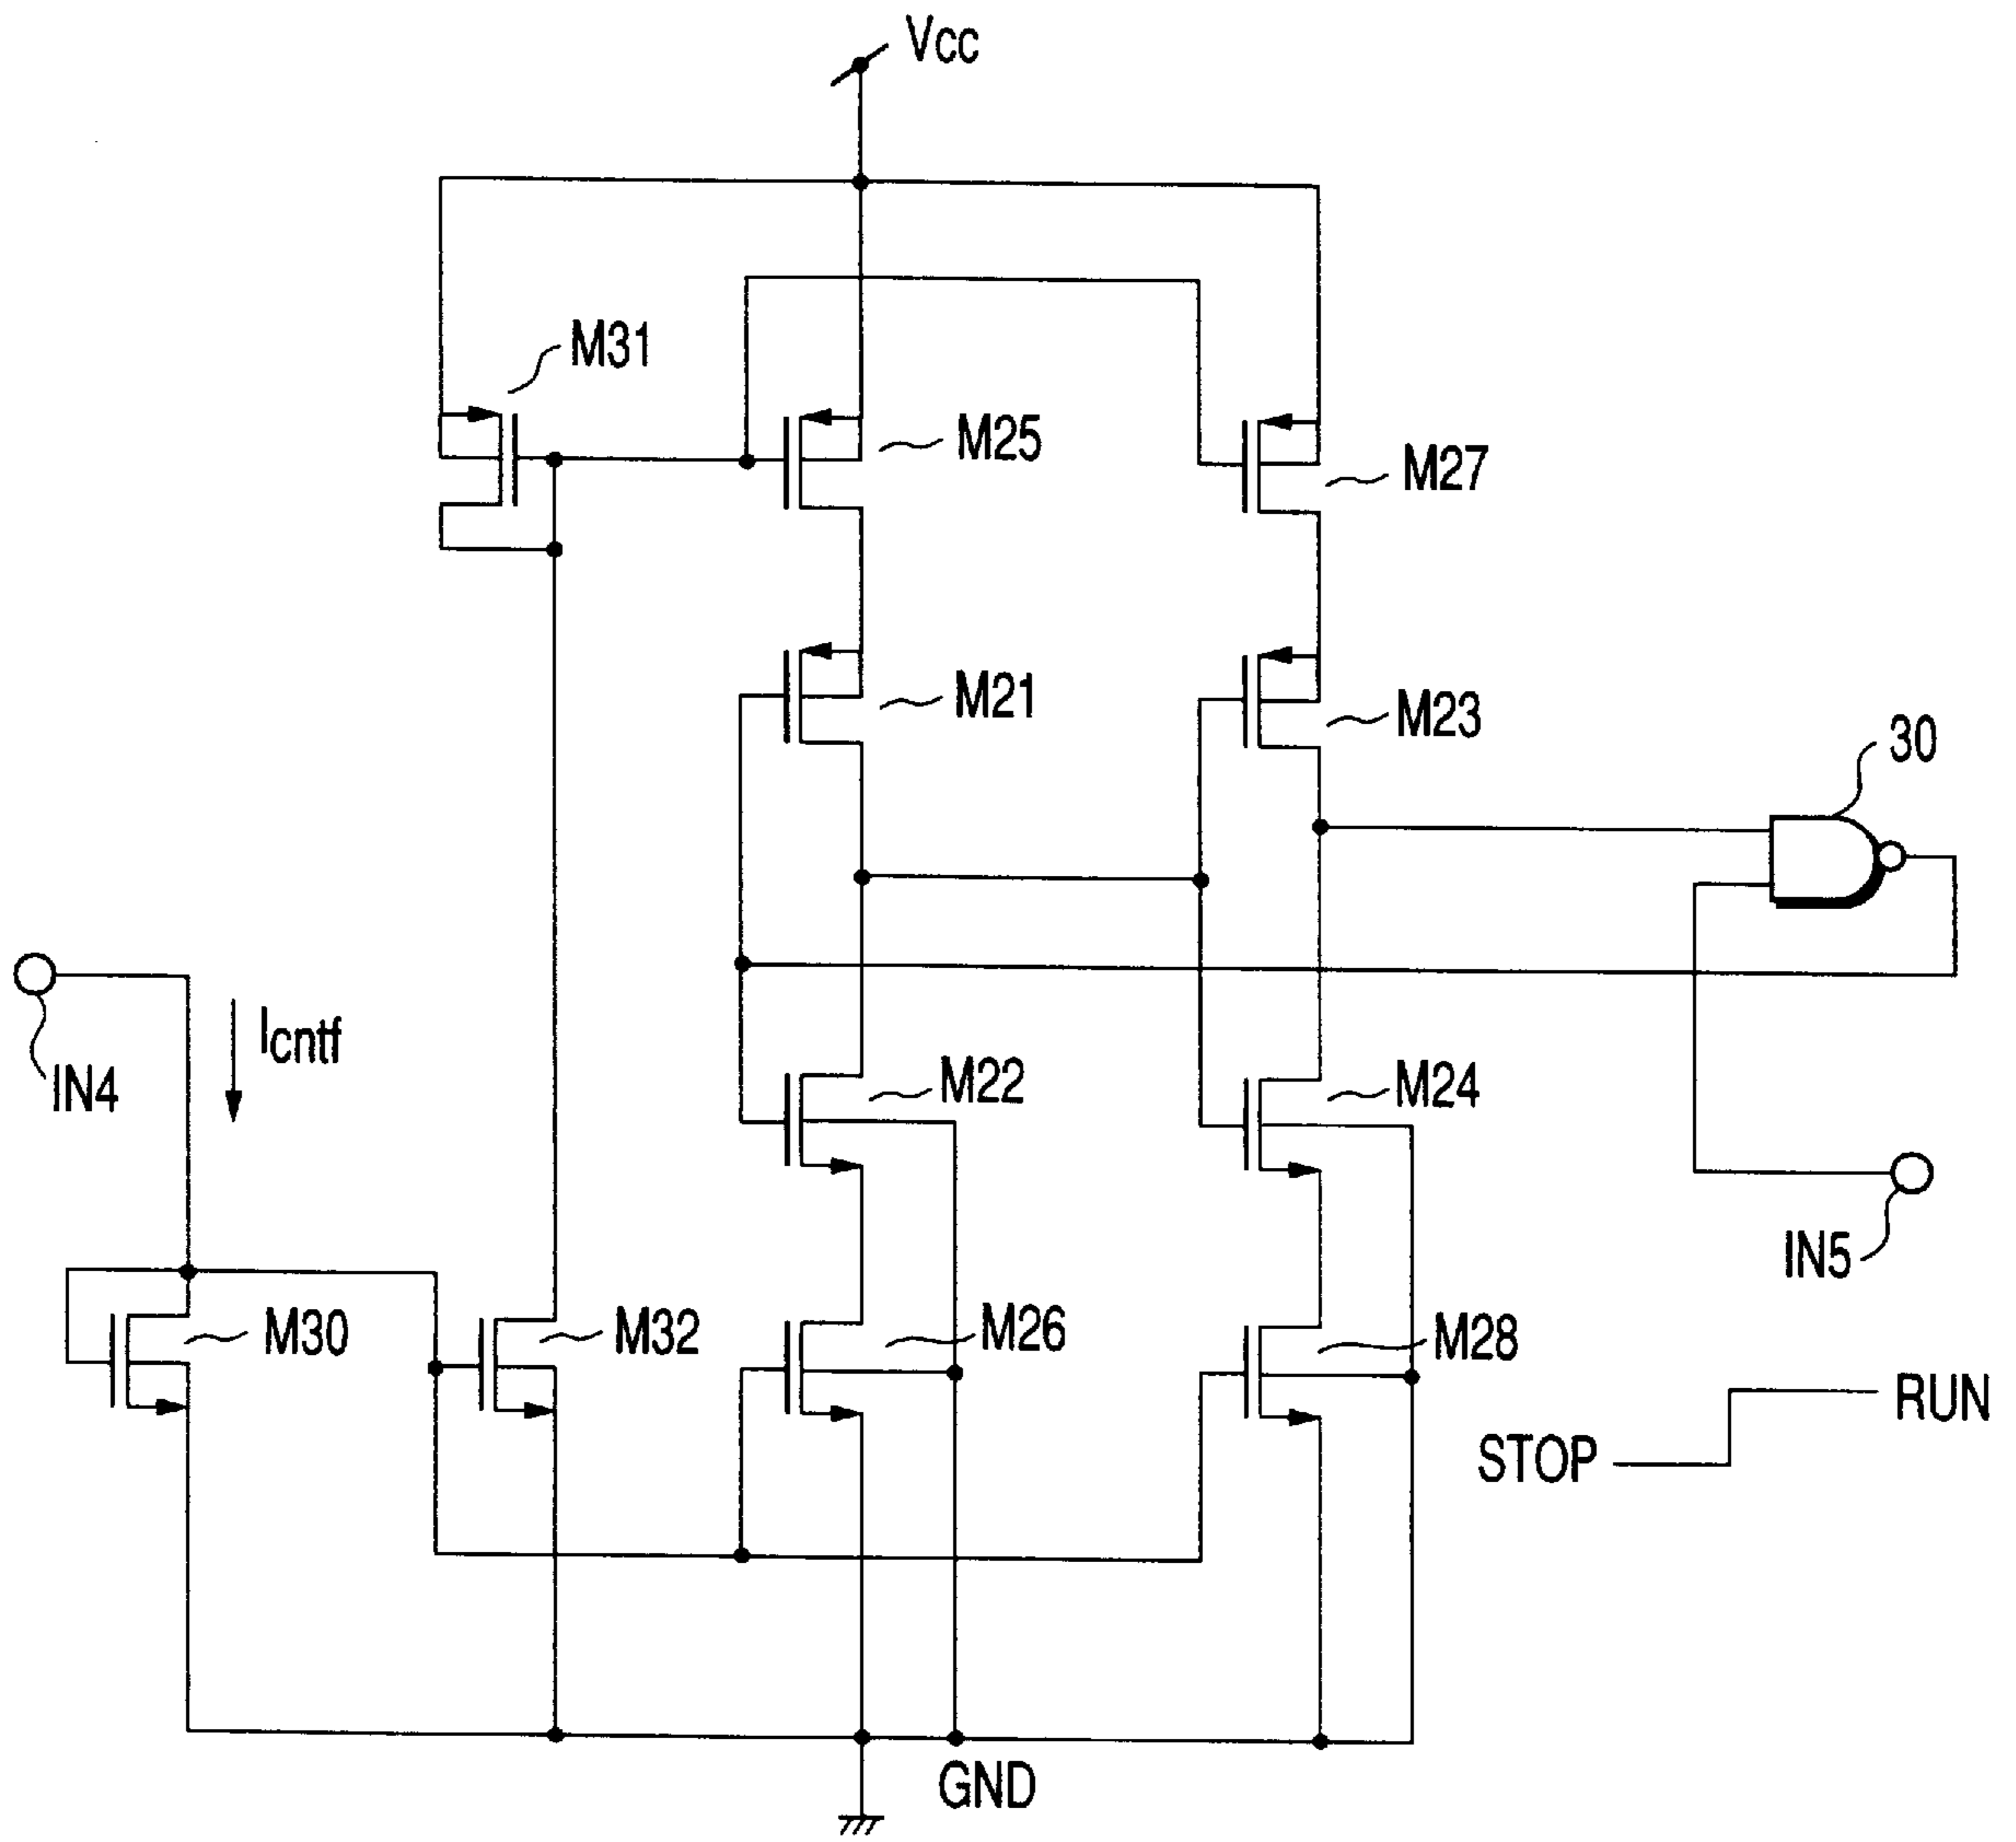 Vcc
M31
M25
M27
M21
M23
30
Icntf
IN4
M22
M24
IN5
M30
M32
M26
M28
RUN
STOP
GND